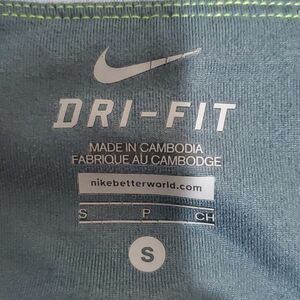 DRI-FIT
MADE IN CAMBODIA
FABRIQUE AU CAMBODGE
nikebetterworld.com
S P CH
S